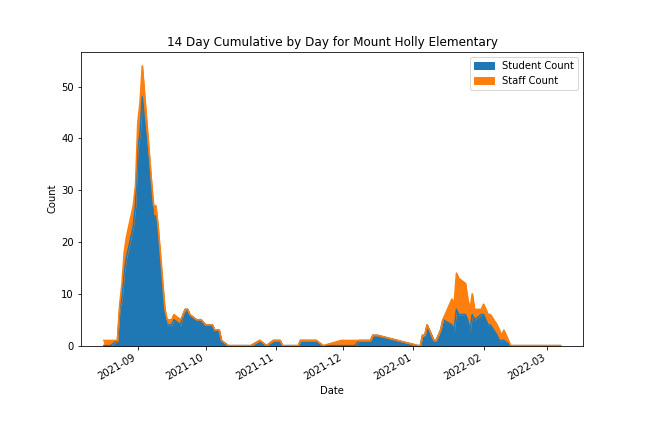 14 Day Cumulative by Day for Mount Holly Elementary
Student Count
Staff Count
Count
50
40
30
20
10
0
2021-09
2021-10
2021-11
2021-12
2022-01
2022-02
2022-03
Date